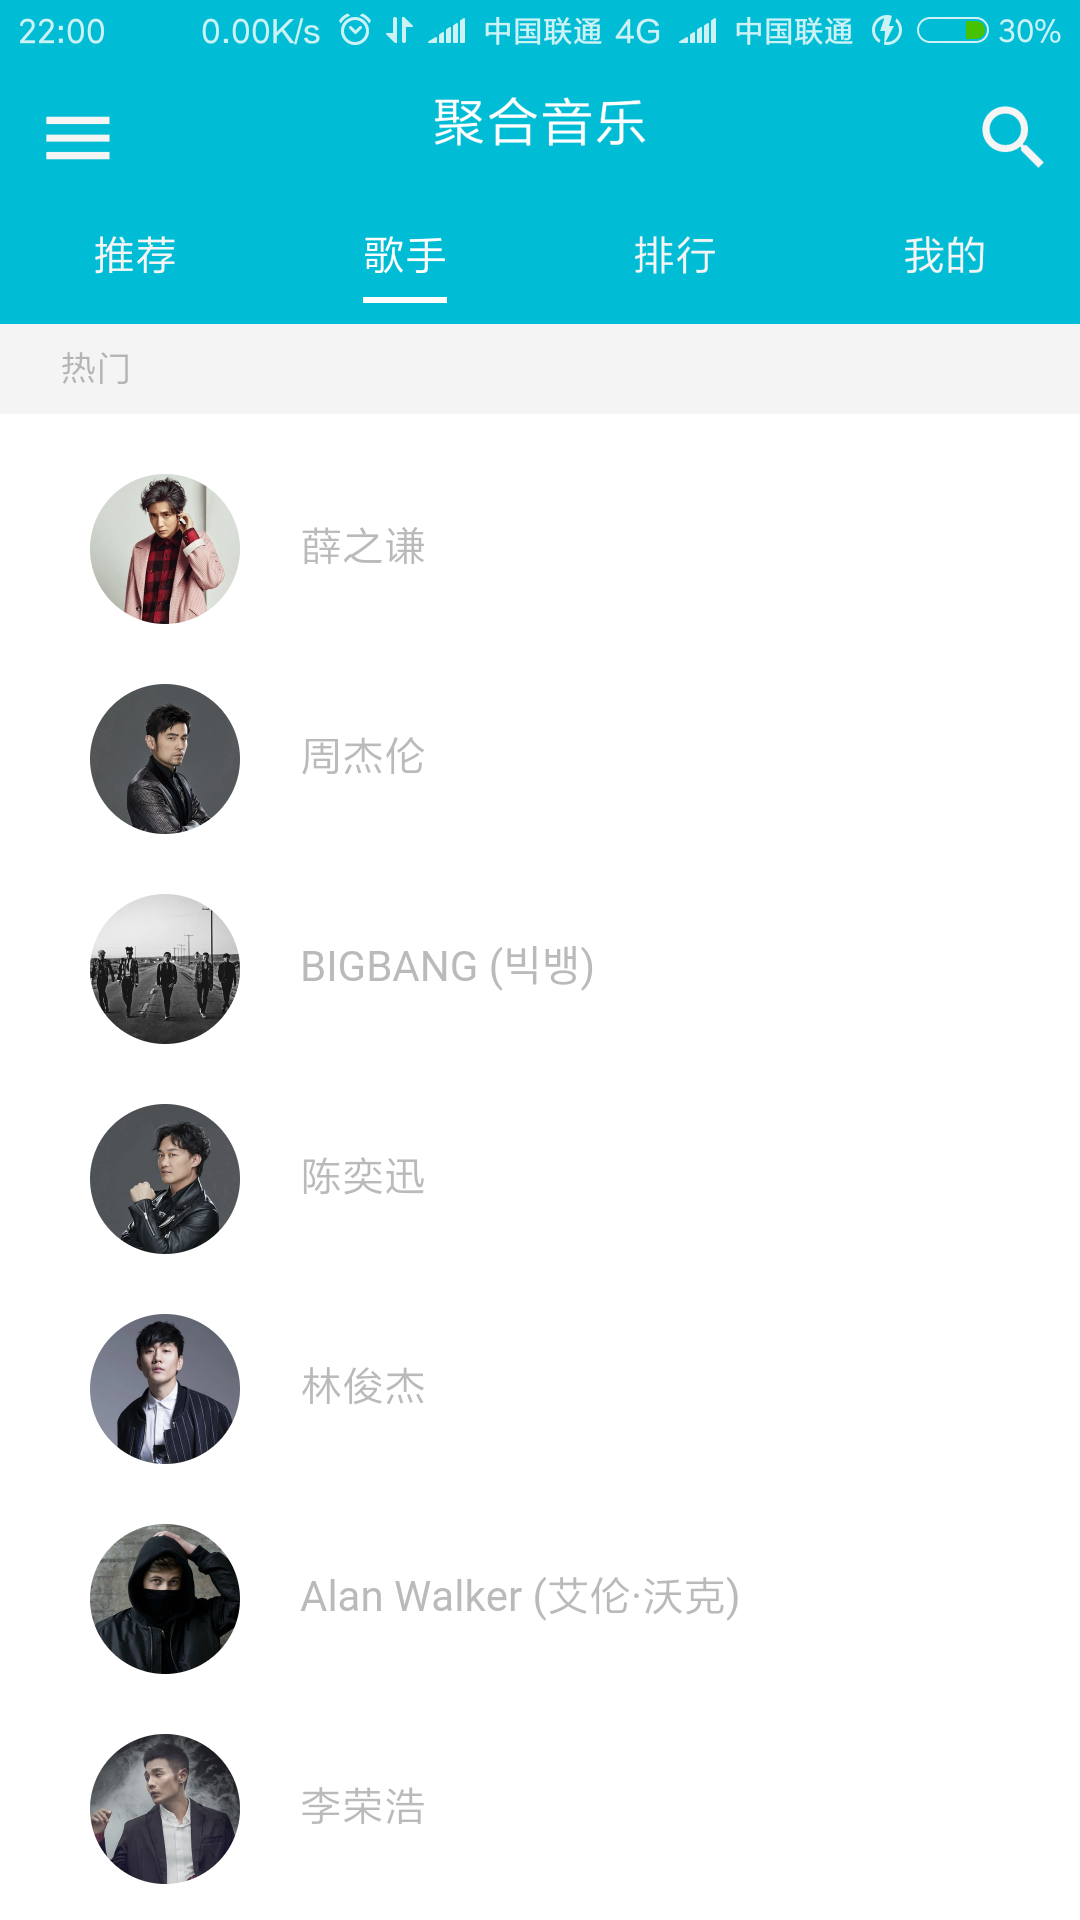 22:00 0.00K/s 中国联通 4G 中国联通 30%
聚合音乐
推荐 歌手 排行 我的
热门
薛之谦
周杰伦
BIGBANG (빅뱅)
陈奕迅
林俊杰
Alan Walker (艾伦·沃克)
李荣浩